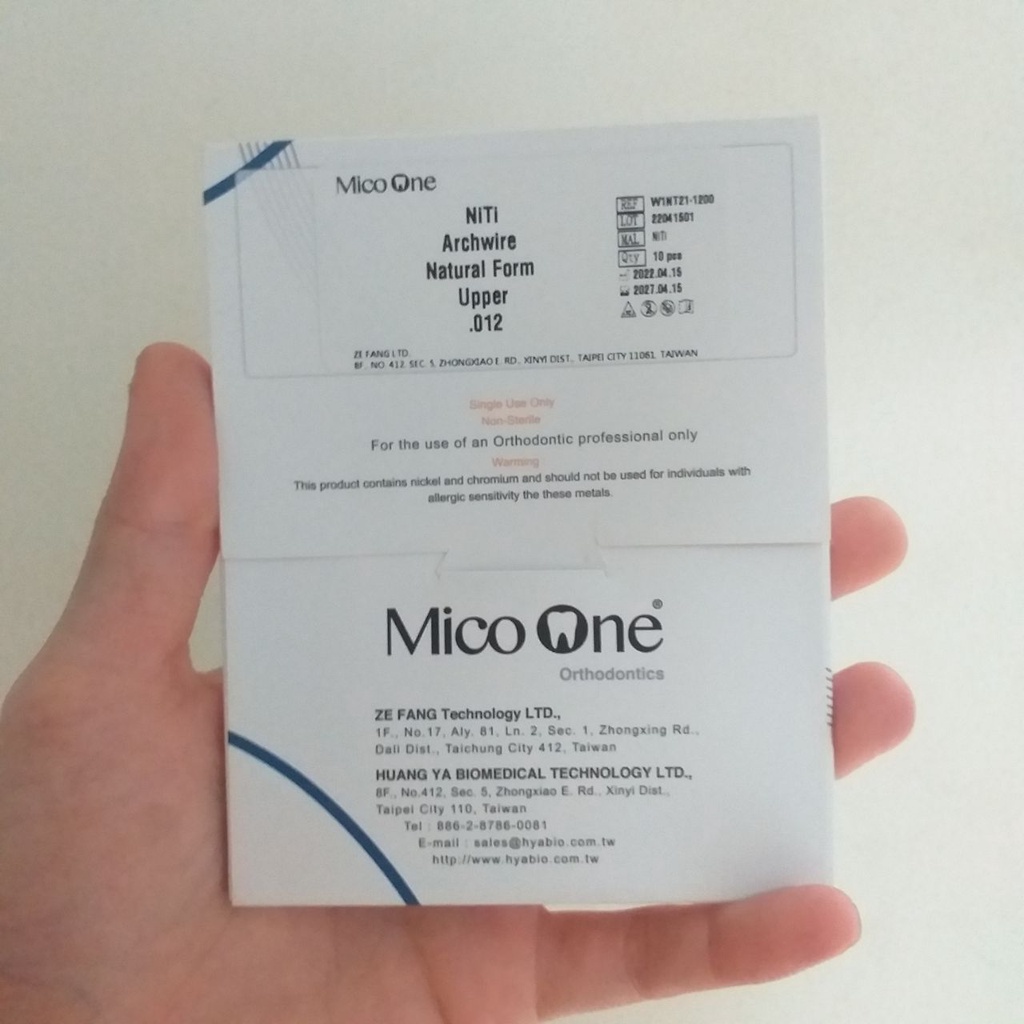 Mico One
NiTi
Archwire
Natural Form
Upper
.012
REF W1NT21-1200
LOT 22041501
MAL NiTi
Qty 10 pcs
2022.04.15
2027.04.15
ZE FANG LTD.
8F., NO. 412, SEC. 5, ZHONGXIAO E. RD., XINYI DIST., TAIPEI CITY 11061, TAIWAN
Single Use Only
Non-Sterile
For the use of an Orthodontic professional only
Warming
This product contains nickel and chromium and should not be used for individuals with
allergic sensitivity the these metals.
Mico One®
Orthodontics
ZE FANG Technology LTD.,
1F., No.17, Aly. 81, Ln. 2, Sec. 1, Zhongxing Rd.,
Dali Dist., Taichung City 412, Taiwan
HUANG YA BIOMEDICAL TECHNOLOGY LTD.,
8F., No.412, Sec. 5, Zhongxiao E. Rd., Xinyi Dist.,
Taipei City 110, Taiwan
Tel : 886-2-8786-0081
E-mail : sales@hyabio.com.tw
http://www.hyabio.com.tw